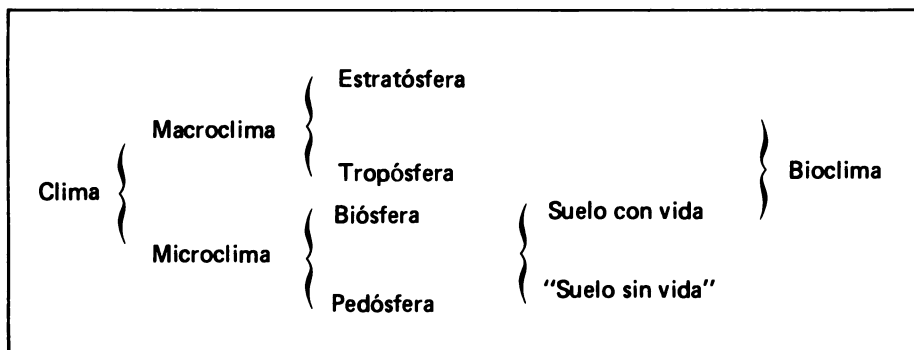 Estratósfera
Macroclima
Tropósfera
Bioclima
Clima
Biósfera
Suelo con vida
Microclima
Pedósfera
"Suelo sin vida"